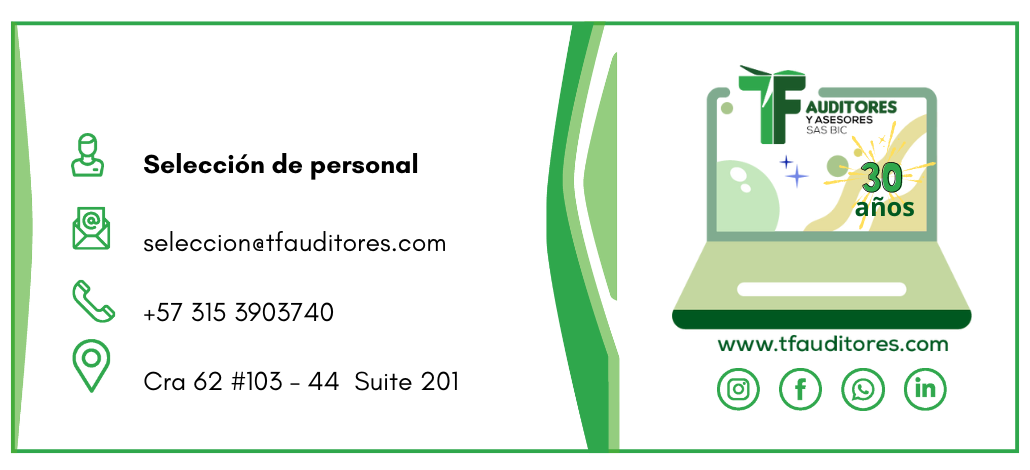 Selección de personal
seleccion@tfauditores.com
+57 315 3903740
Cra 62 #103 - 44 Suite 201
TF AUDITORES
Y ASESORES
SAS BIC
30
años
www.tfauditores.com